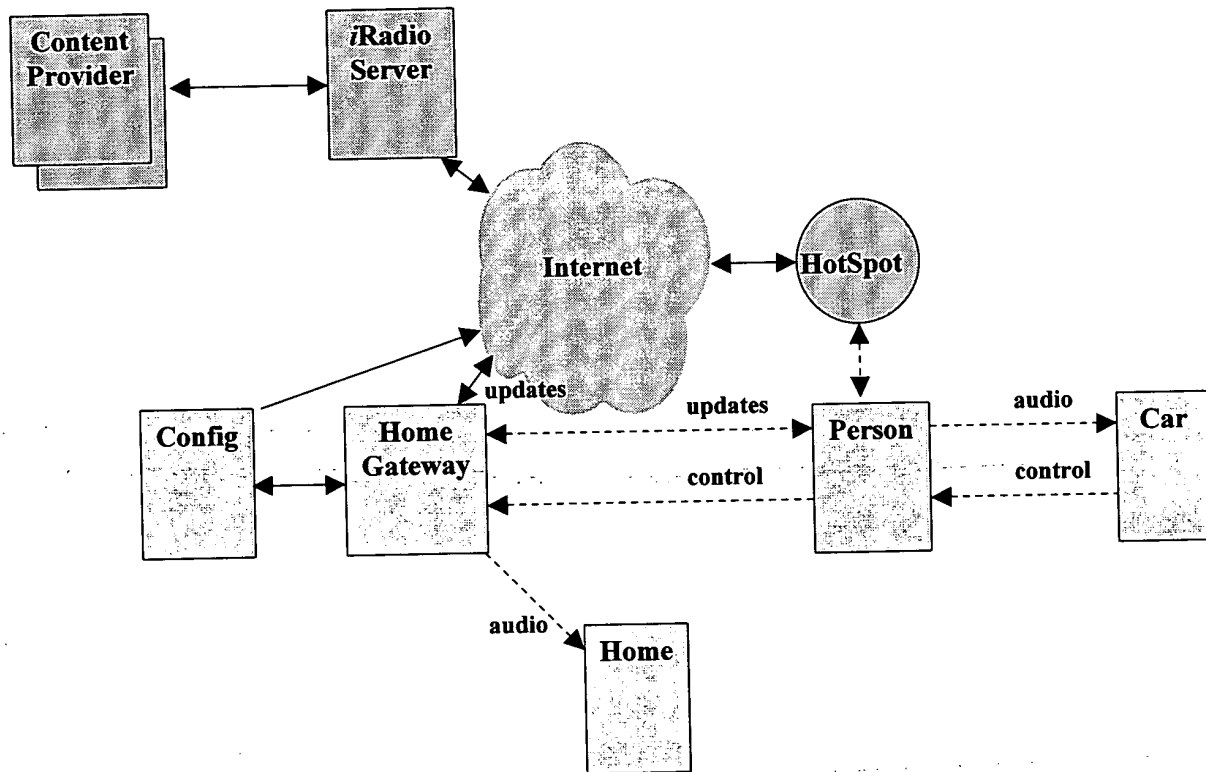 Content
Provider
iRadio
Server
Internet
HotSpot
updates
Config
Home
Gateway
updates
control
Person
audio
control
Car
audio
Home